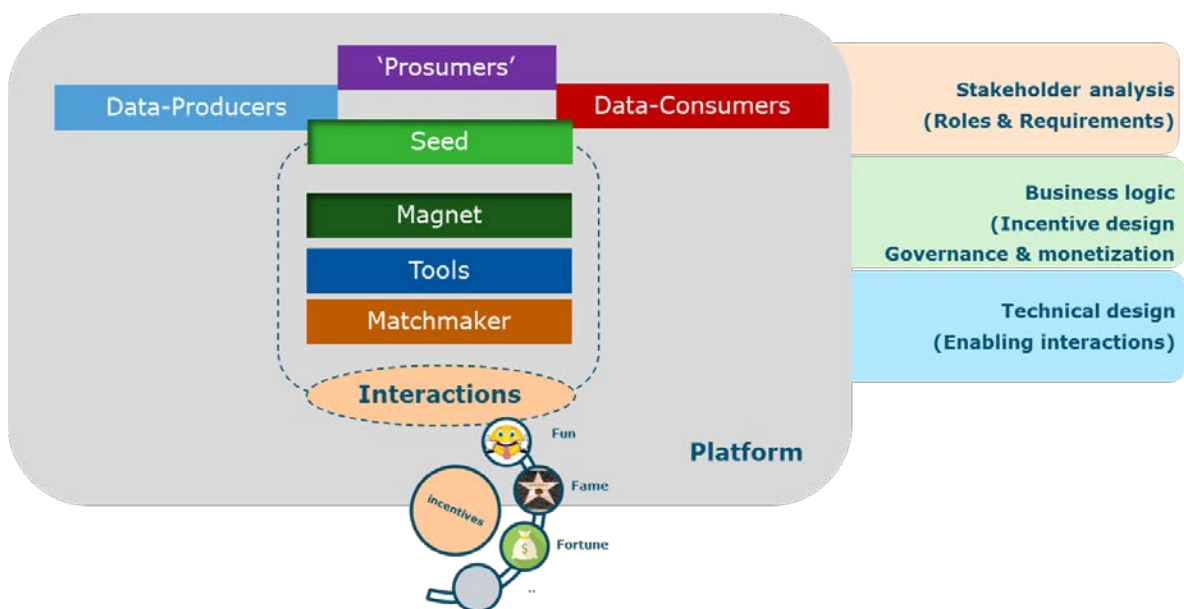 ‘Prosumers’
Data-Producers
Data-Consumers
Seed
Magnet
Tools
Matchmaker
Interactions
Fun
Fame
Fortune
..
incentives
$
Platform
Stakeholder analysis
(Roles & Requirements)
Business logic
(Incentive design
Governance & monetization
Technical design
(Enabling interactions)